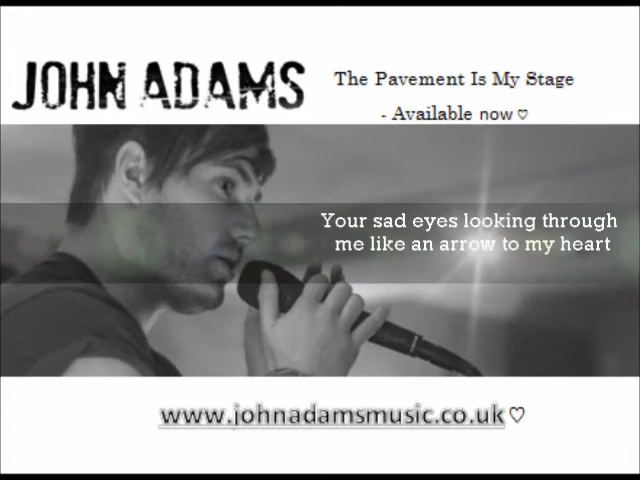 JOHN ADAMS
The Pavement Is My Stage
- Available now ♡
Your sad eyes looking through
me like an arrow to my heart
www.johnadamsmusic.co.uk ♡